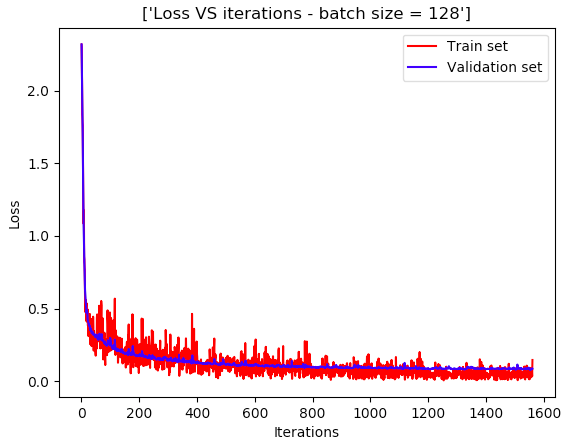 ['Loss VS iterations - batch size = 128']
Train set
Validation set
2.0
1.5
1.0
0.5
0.0
Loss
0 200 400 600 800 1000 1200 1400 1600
Iterations